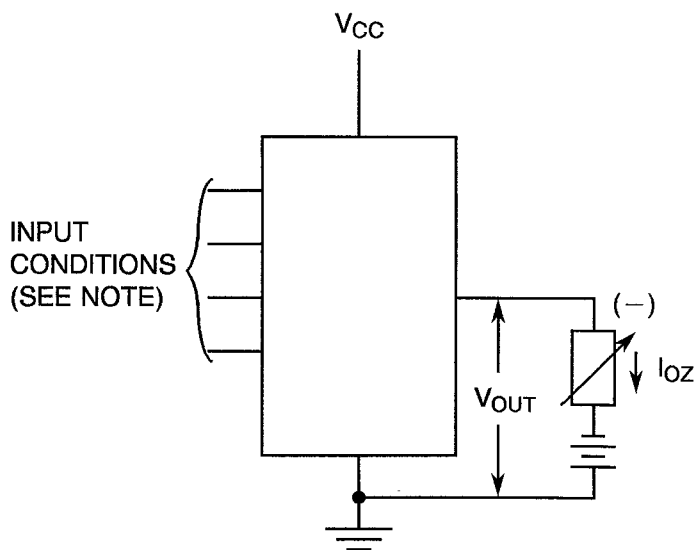 VCC
INPUT
CONDITIONS
(SEE NOTE)
(−)
IOZ
VOUT